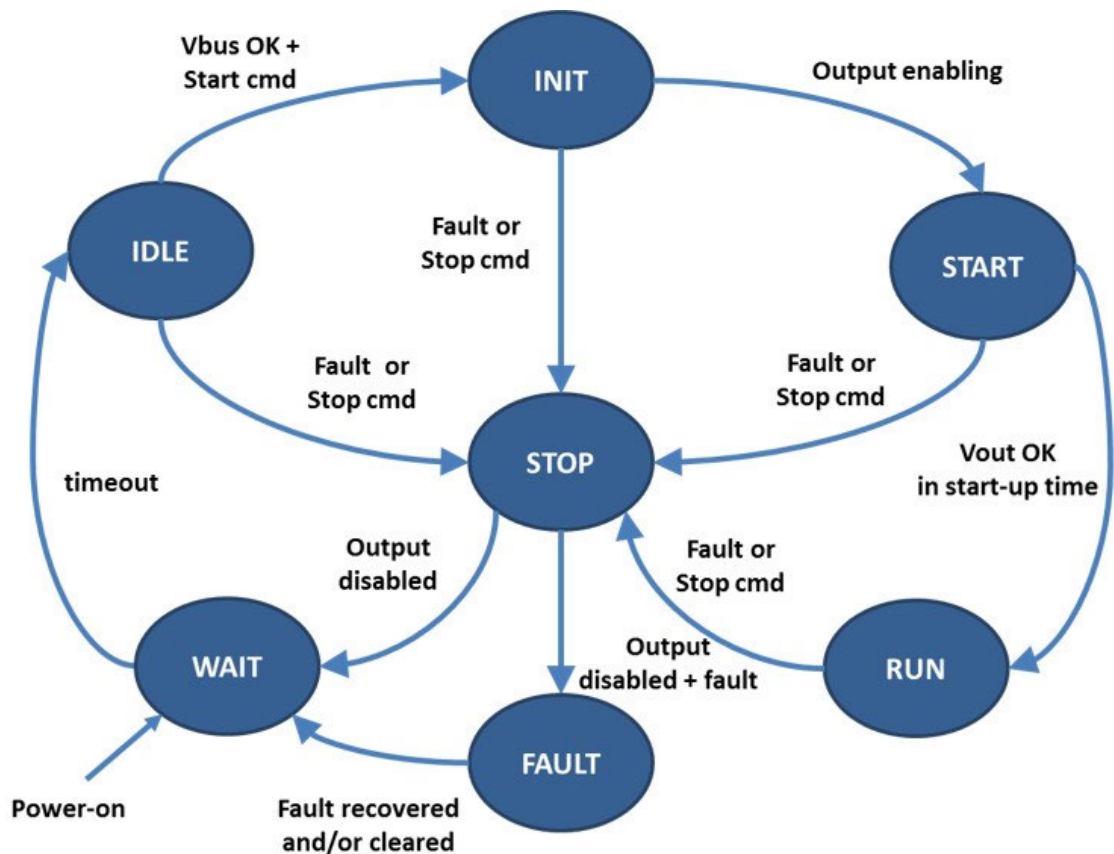 Vbus OK +
Start cmd
INIT
Output enabling
IDLE
Fault or
Stop cmd
START
Fault or
Stop cmd
Fault or
Stop cmd
STOP
timeout
Vout OK
in start-up time
Output
disabled
Fault or
Stop cmd
WAIT
Output
disabled + fault
RUN
FAULT
Power-on
Fault recovered
and/or cleared